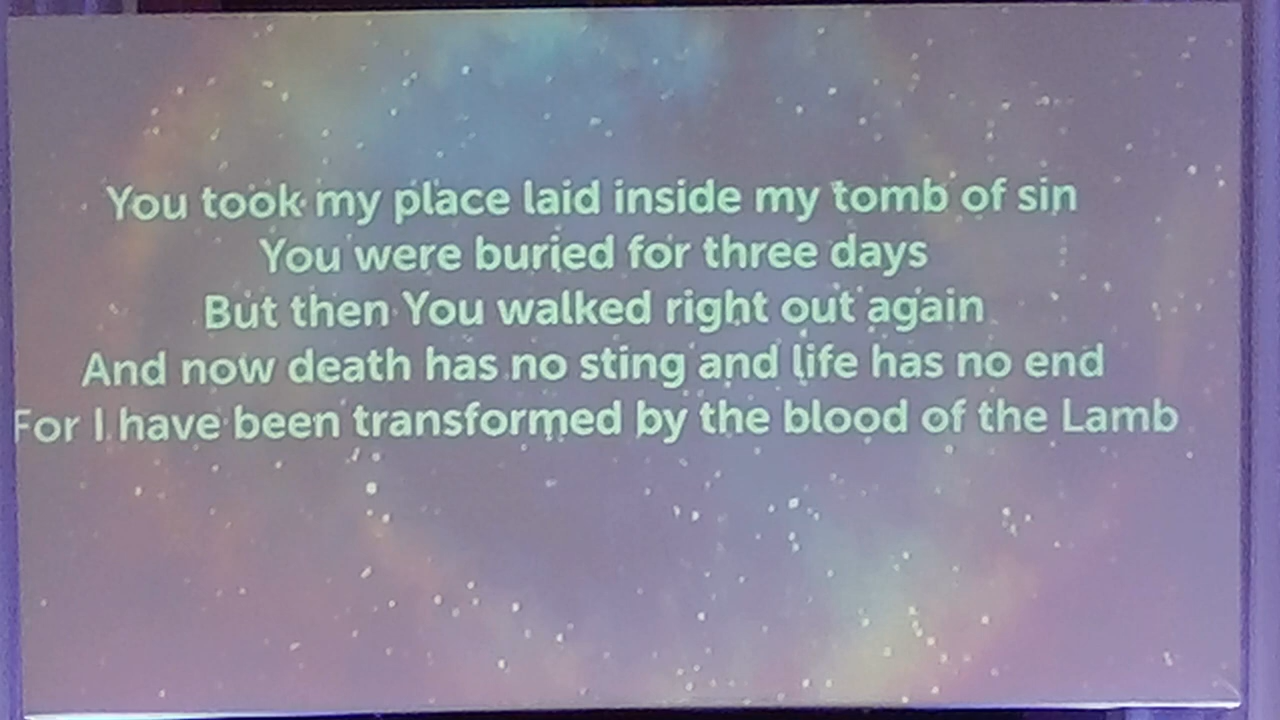 You took my place laid inside my tomb of sin
You were buried for three days
But then You walked right out again
And now death has no sting and life has no end
For I have been transformed by the blood of the Lamb